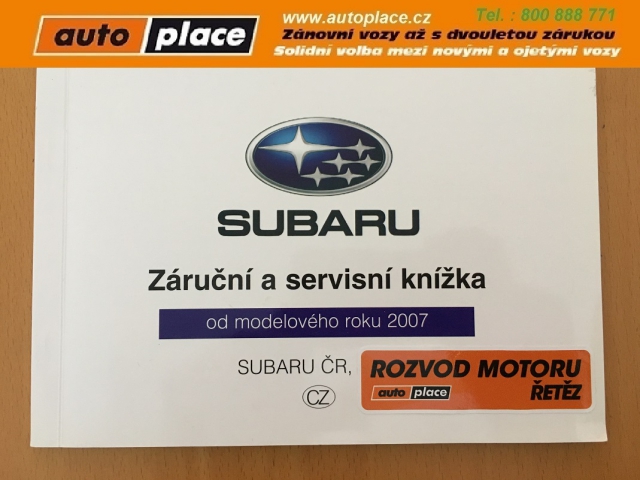 auto place
www.autoplace.cz
Tel. : 800 888 771
Zánovní vozy až s dvouletou zárukou
Solidní volba mezi novými a ojetými vozy
SUBARU
Záruční a servisní knížka
od modelového roku 2007
SUBARU ČR,
CZ
ROZVOD MOTORU
auto place
ŘETĚZ